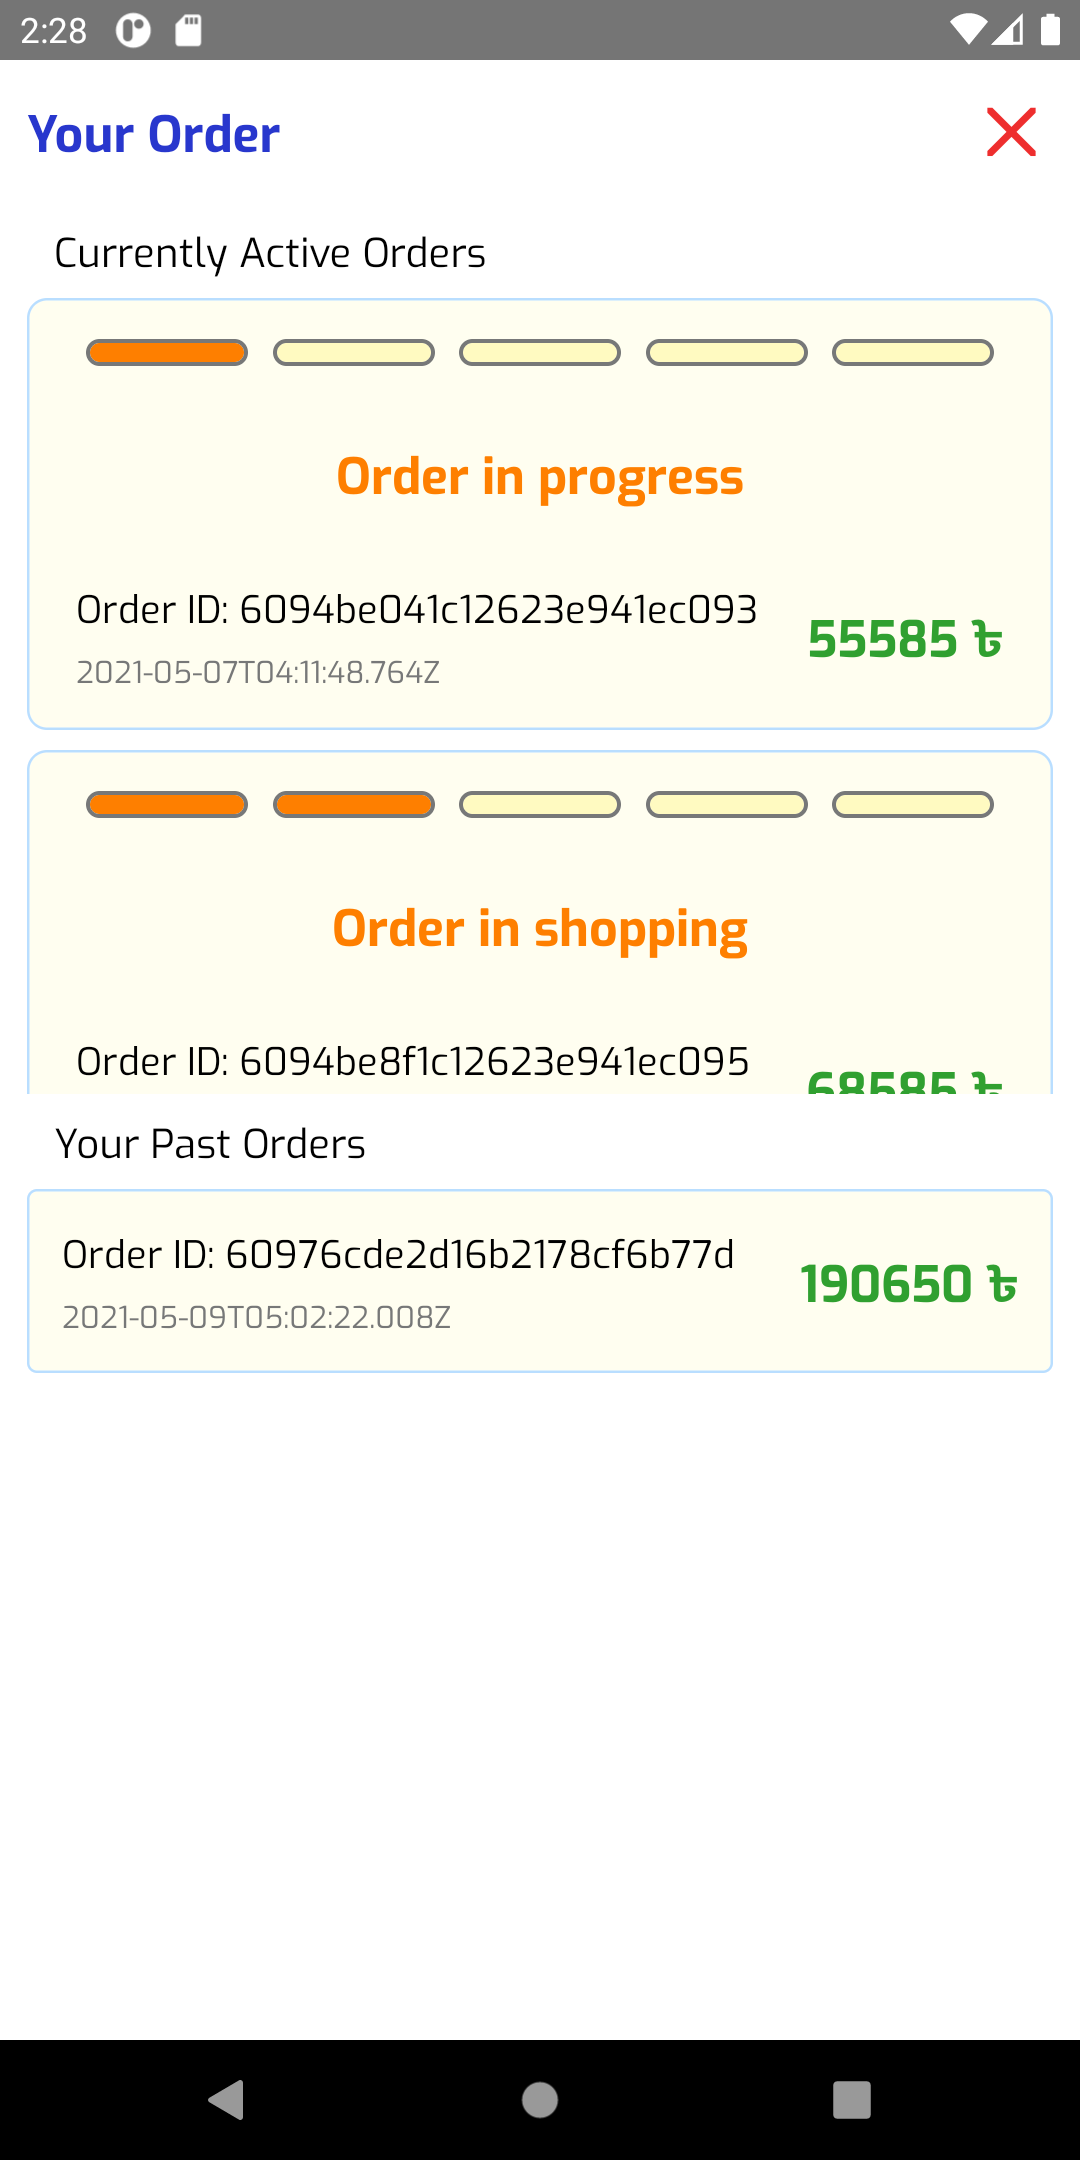 2:28
Your Order
Currently Active Orders
Order in progress
Order ID: 6094be041c12623e941ec093
55585 ৳
2021-05-07T04:11:48.764Z
Order in shopping
Order ID: 6094be8f1c12623e941ec095
68585 ৳
Your Past Orders
Order ID: 60976cde2d16b2178cf6b77d
190650 ৳
2021-05-09T05:02:22.008Z